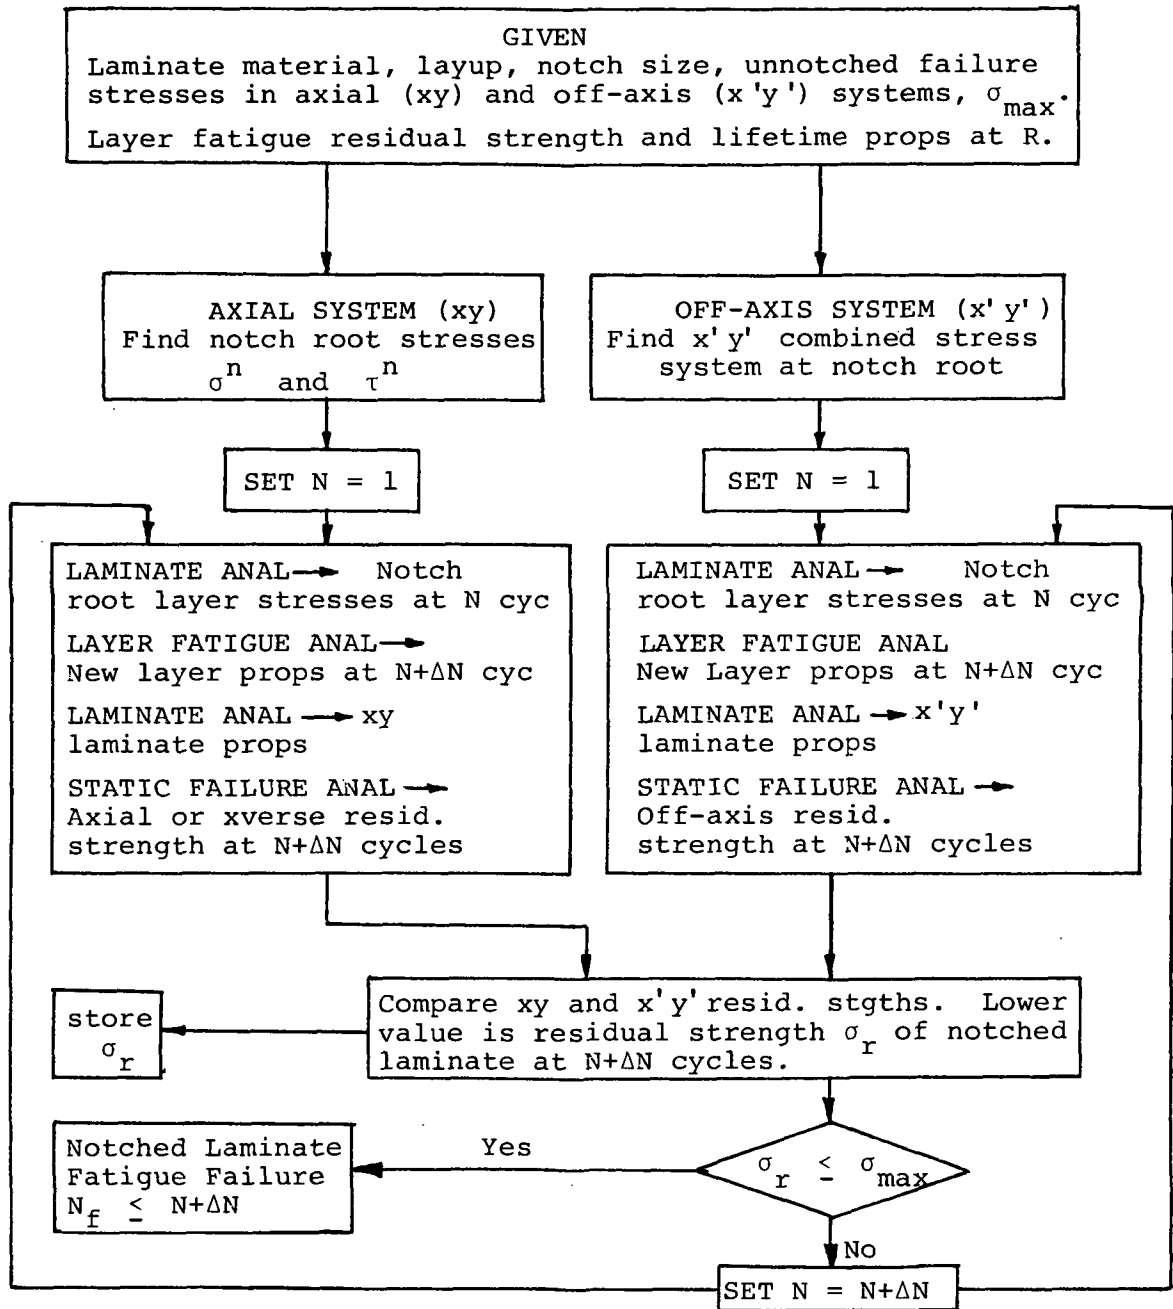 GIVEN
Laminate material, layup, notch size, unnotched failure
stresses in axial (xy) and off-axis (x'y') systems, σmax.
Layer fatigue residual strength and lifetime props at R.
AXIAL SYSTEM (xy)
Find notch root stresses
σⁿ and τⁿ
OFF-AXIS SYSTEM (x'y')
Find x'y' combined stress
system at notch root
SET N = 1
SET N = 1
LAMINATE ANAL→ Notch
root layer stresses at N cyc
LAYER FATIGUE ANAL→
New layer props at N+ΔN cyc
LAMINATE ANAL → xy
laminate props
STATIC FAILURE ANAL →
Axial or xverse resid.
strength at N+ΔN cycles
LAMINATE ANAL→ Notch
root layer stresses at N cyc
LAYER FATIGUE ANAL
New Layer props at N+ΔN cyc
LAMINATE ANAL → x'y'
laminate props
STATIC FAILURE ANAL →
Off-axis resid.
strength at N+ΔN cycles
Compare xy and x'y' resid. stgths. Lower
value is residual strength σr of notched
laminate at N+ΔN cycles.
store
σr
σr ≤ σmax
Yes
Notched Laminate
Fatigue Failure
Nf ≤ N+ΔN
No
SET N = N+ΔN